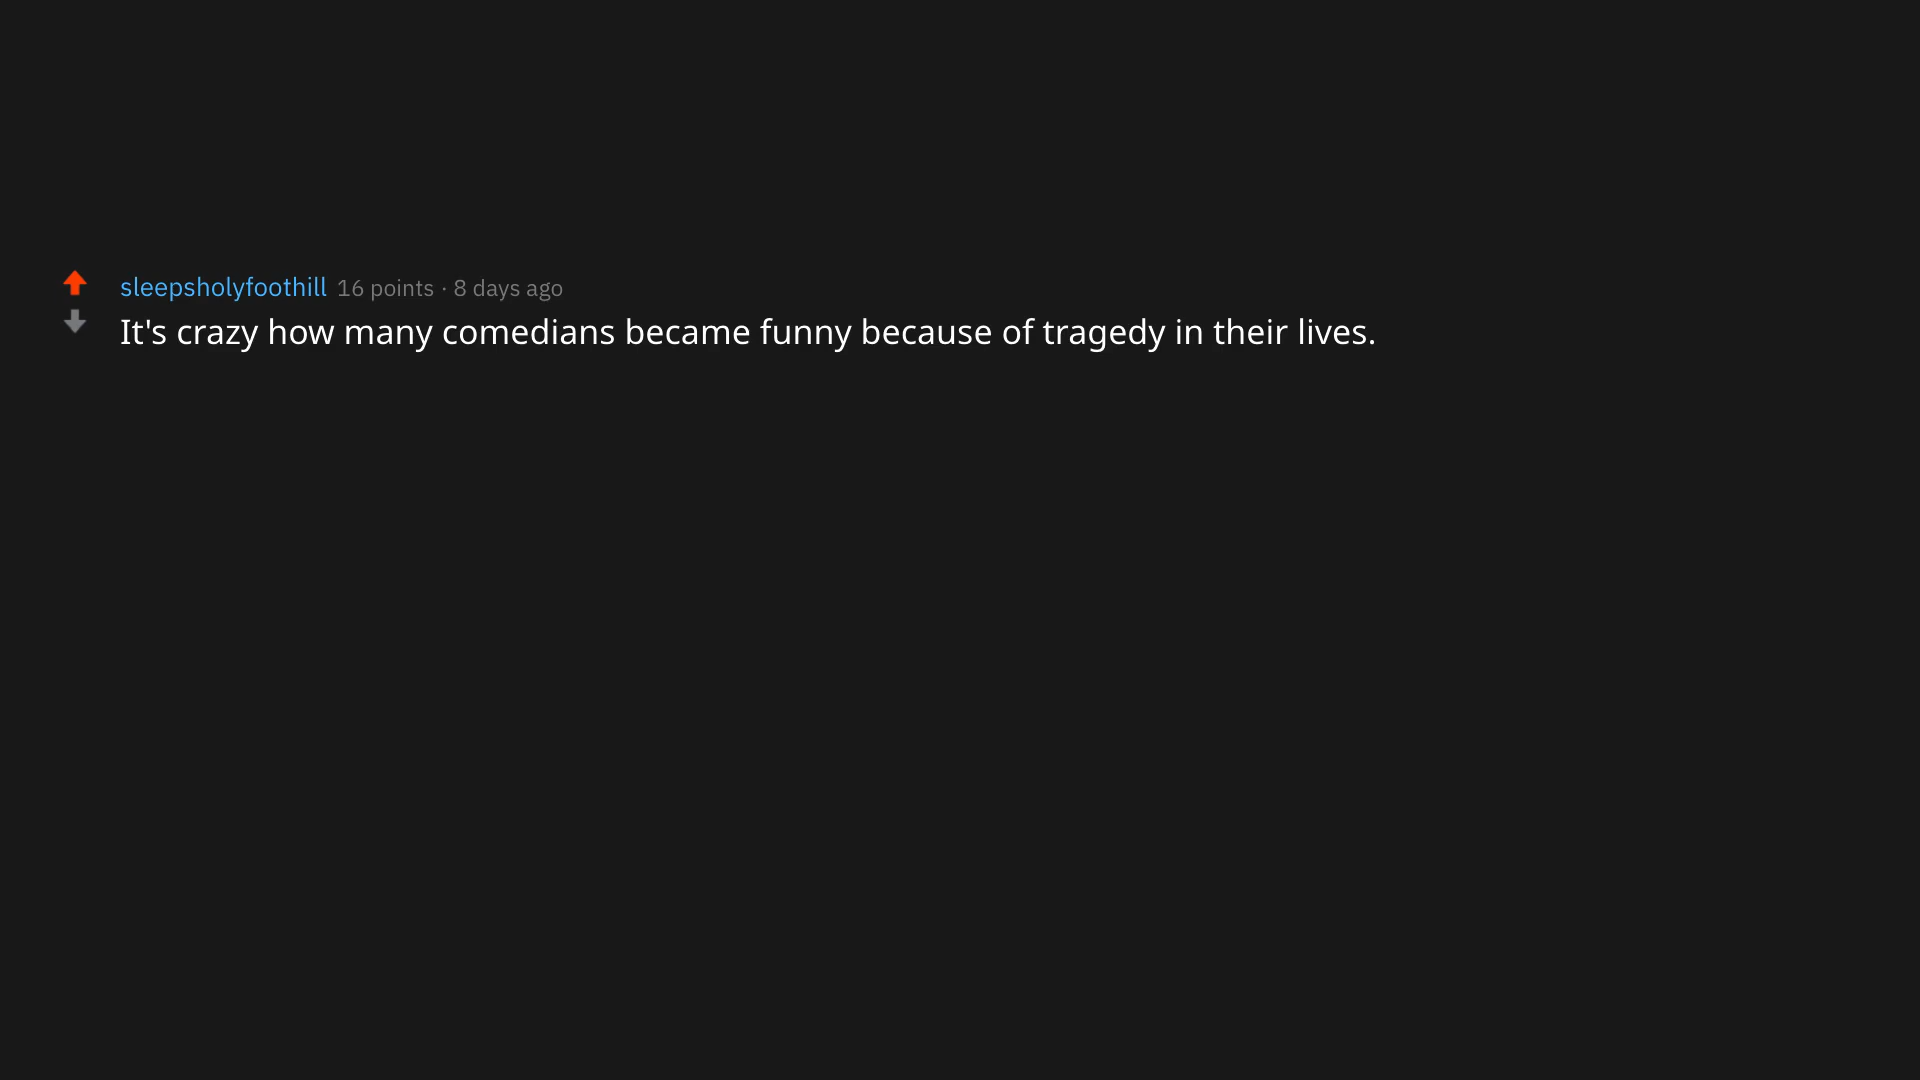 sleepsholyfoothill 16 points · 8 days ago
It's crazy how many comedians became funny because of tragedy in their lives.